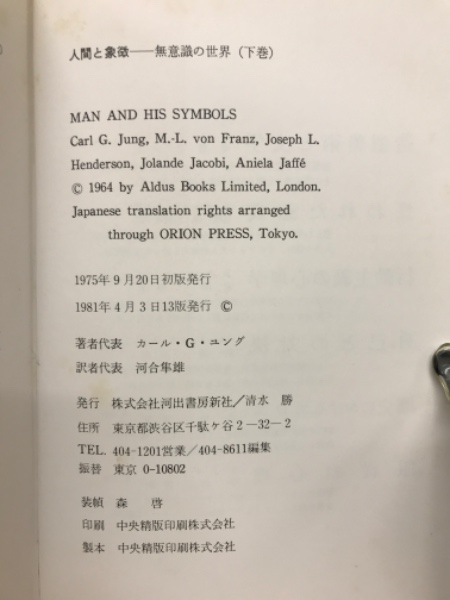 人間と象徴——無意識の世界（下巻）
MAN AND HIS SYMBOLS
Carl G. Jung, M.-L. von Franz, Joseph L.
Henderson, Jolande Jacobi, Aniela Jaffé
© 1964 by Aldus Books Limited, London.
Japanese translation rights arranged
through ORION PRESS, Tokyo.
1975年9月20日初版発行
1981年4月3日13版発行 ©
著者代表 カール・G・ユング
訳者代表 河合隼雄
発行 株式会社河出書房新社／清水 勝
住所 東京都渋谷区千駄ケ谷2—32—2
TEL. 404-1201営業／404-8611編集
振替 東京 0-10802
装幀 森 啓
印刷 中央精版印刷株式会社
製本 中央精版印刷株式会社